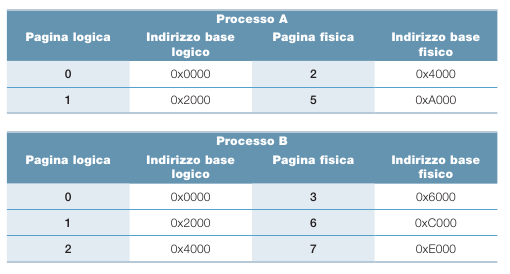 Processo A
Pagina logica Indirizzo base logico Pagina fisica Indirizzo base fisico
0 0x0000 2 0x4000
1 0x2000 5 0xA000
Processo B
Pagina logica Indirizzo base logico Pagina fisica Indirizzo base fisico
0 0x0000 3 0x6000
1 0x2000 6 0xC000
2 0x4000 7 0xE000